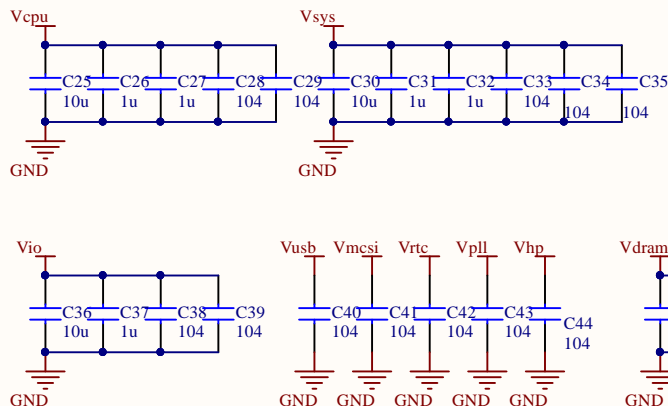 Vcpu
Vsys
C25 C26 C27 C28 C29 C30 C31 C32 C33 C34 C35
10u 1u 1u 104 104 10u 1u 1u 104 104 104
GND GND
Vio Vusb Vmcsi Vrtc Vpll Vhp Vdram
C36 C37 C38 C39 C40 C41 C42 C43 C44
10u 1u 104 104 104 104 104 104 104
GND GND GND GND GND GND GND